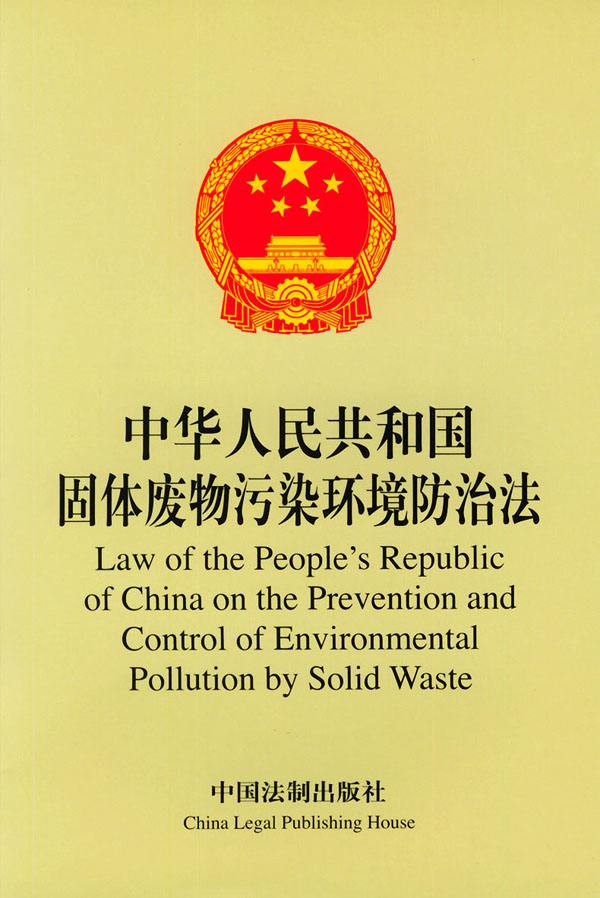 中华人民共和国
固体废物污染环境防治法
Law of the People's Republic
of China on the Prevention and
Control of Environmental
Pollution by Solid Waste
中国法制出版社
China Legal Publishing House